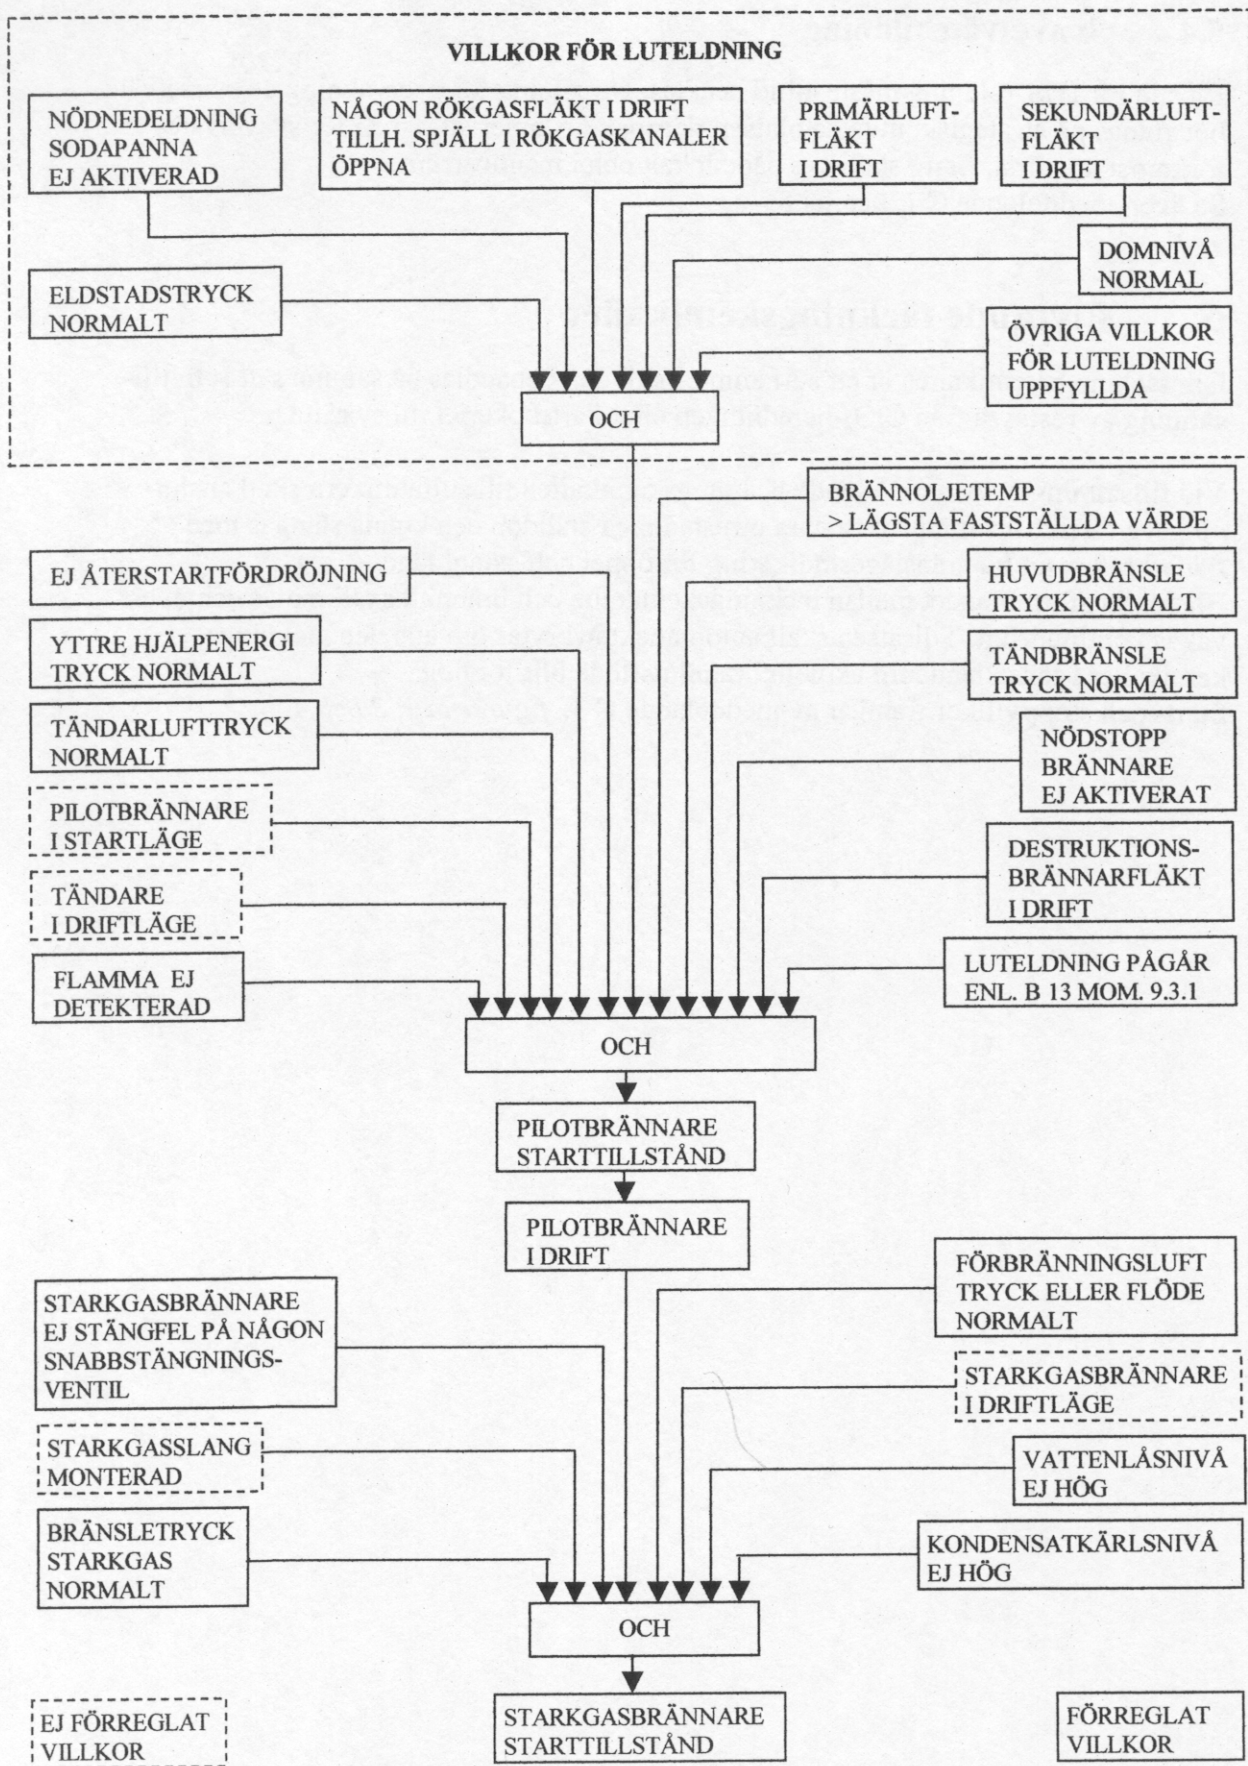 VILLKOR FÖR LUTELDNING
NÖDNEDELDNING
SODAPANNA
EJ AKTIVERAD
NÅGON RÖKGASFLÄKT I DRIFT
TILLH. SPJÄLL I RÖKGASKANALER
ÖPPNA
PRIMÄRLUFT-
FLÄKT
I DRIFT
SEKUNDÄRLUFT-
FLÄKT
I DRIFT
DOMNIVÅ
NORMAL
ELDSTADSTRYCK
NORMALT
ÖVRIGA VILLKOR
FÖR LUTELDNING
UPPFYLLDA
OCH
BRÄNNOLJETEMP
> LÄGSTA FASTSTÄLLDA VÄRDE
EJ ÅTERSTARTFÖRDRÖJNING
HUVUDBRÄNSLE
TRYCK NORMALT
YTTRE HJÄLPENERGI
TRYCK NORMALT
TÄNDBRÄNSLE
TRYCK NORMALT
TÄNDARLUFTTRYCK
NORMALT
NÖDSTOPP
BRÄNNARE
EJ AKTIVERAT
PILOTBRÄNNARE
I STARTLÄGE
DESTRUKTIONS-
BRÄNNARFLÄKT
I DRIFT
TÄNDARE
I DRIFTLÄGE
LUTELDNING PÅGÅR
ENL. B 13 MOM. 9.3.1
FLAMMA EJ
DETEKTERAD
OCH
PILOTBRÄNNARE
STARTTILLSTÅND
PILOTBRÄNNARE
I DRIFT
FÖRBRÄNNINGSLUFT
TRYCK ELLER FLÖDE
NORMALT
STARKGASBRÄNNARE
EJ STÄNGFEL PÅ NÅGON
SNABBSTÄNGNINGS-
VENTIL
STARKGASBRÄNNARE
I DRIFTLÄGE
STARKGASSLANG
MONTERAD
VATTENLÅSNIVÅ
EJ HÖG
BRÄNSLETRYCK
STARKGAS
NORMALT
KONDENSATKÄRLSNIVÅ
EJ HÖG
OCH
STARKGASBRÄNNARE
STARTTILLSTÅND
EJ FÖRREGLAT
VILLKOR
FÖRREGLAT
VILLKOR